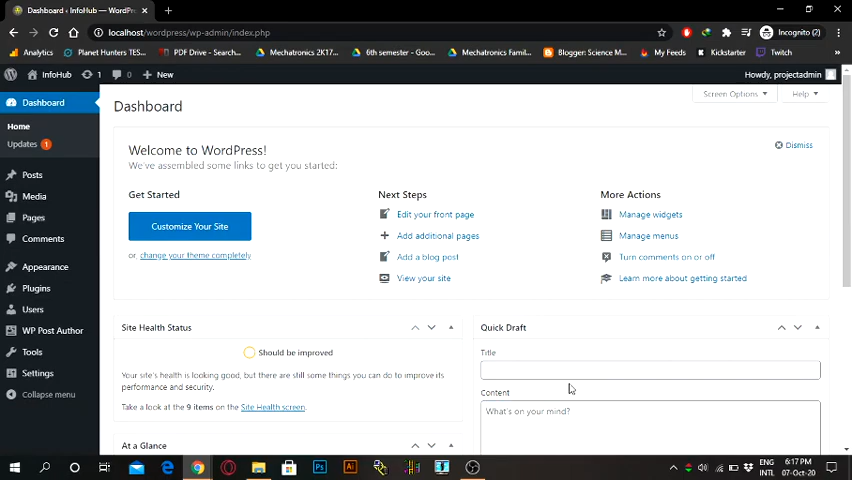 Dashboard ‹ InfoHub — WordPr
localhost/wordpress/wp-admin/index.php
Incognito (2)
Analytics
Planet Hunters TES...
PDF Drive - Search...
Mechatronics 2K17...
6th semester - Goo...
Mechatronics Famil...
Blogger: Science M...
My Feeds
Kickstarter
Twitch
InfoHub
1
0
New
Howdy, projectadmin
Dashboard
Home
Updates 1
Posts
Media
Pages
Comments
Appearance
Plugins
Users
WP Post Author
Tools
Settings
Collapse menu
Screen Options
Help
Dashboard
Welcome to WordPress!
Dismiss
We've assembled some links to get you started:
Get Started
Customize Your Site
or, change your theme completely
Next Steps
Edit your front page
Add additional pages
Add a blog post
View your site
More Actions
Manage widgets
Manage menus
Turn comments on or off
Learn more about getting started
Site Health Status
Should be improved
Your site's health is looking good, but there are still some things you can do to improve its
performance and security.
Take a look at the 9 items on the Site Health screen.
At a Glance
Quick Draft
Title
Content
What's on your mind?
Ps
Ai
ENG
INTL
6:17 PM
07-Oct-20